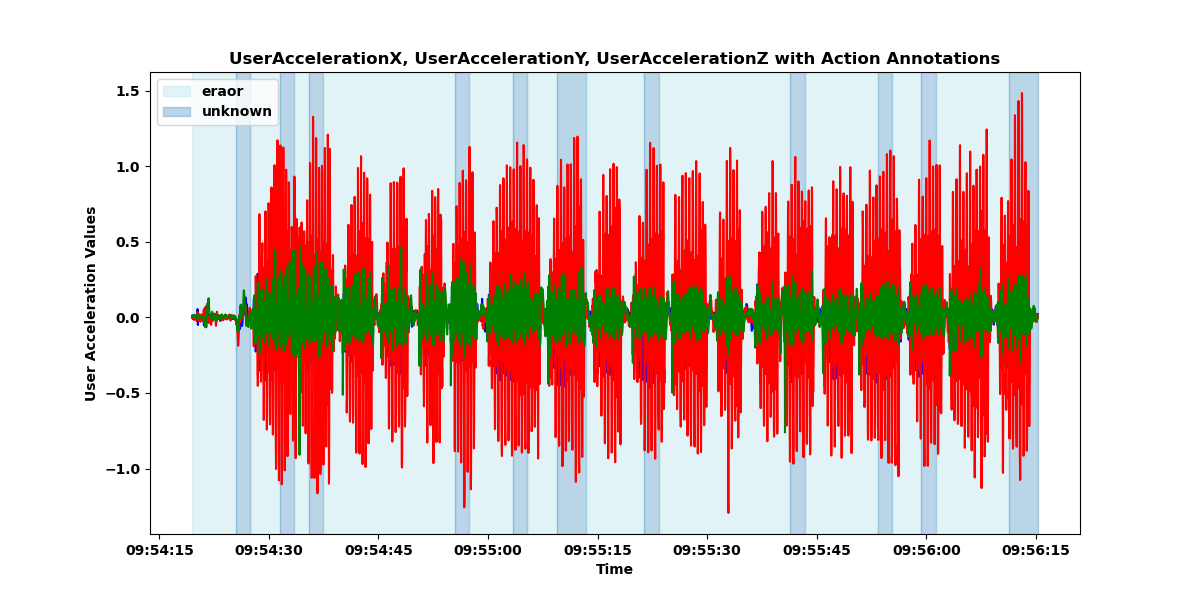 UserAccelerationX, UserAccelerationY, UserAccelerationZ with Action Annotations
eraor
unknown
1.5
1.0
0.5
0.0
−0.5
−1.0
User Acceleration Values
09:54:15 09:54:30 09:54:45 09:55:00 09:55:15 09:55:30 09:55:45 09:56:00 09:56:15
Time